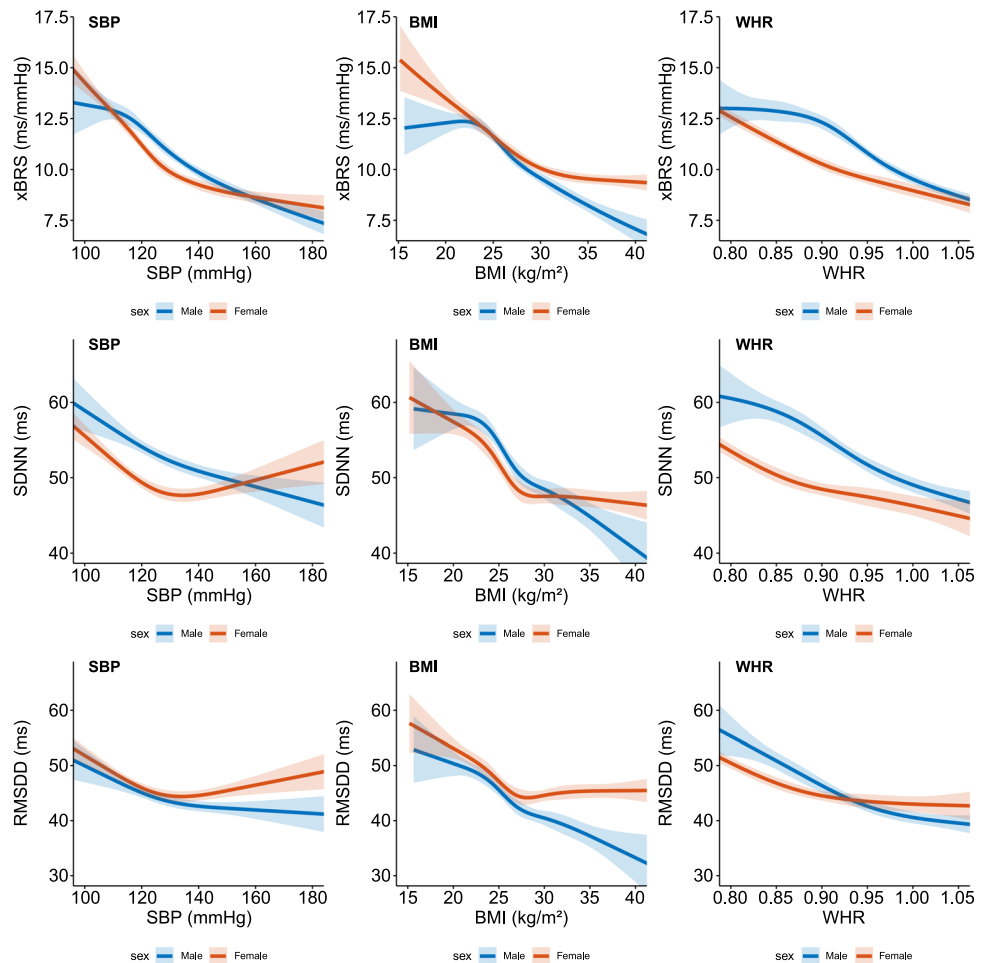 SBP
BMI
WHR
xBRS (ms/mmHg)
17.5
15.0
12.5
10.0
7.5
100 120 140 160 180
SBP (mmHg)
xBRS (ms/mmHg)
17.5
15.0
12.5
10.0
7.5
15 20 25 30 35 40
BMI (kg/m²)
xBRS (ms/mmHg)
17.5
15.0
12.5
10.0
7.5
0.80 0.85 0.90 0.95 1.00 1.05
WHR
sex Male Female
sex Male Female
sex Male Female
SBP
BMI
WHR
SDNN (ms)
60
50
40
100 120 140 160 180
SBP (mmHg)
SDNN (ms)
60
50
40
15 20 25 30 35 40
BMI (kg/m²)
SDNN (ms)
60
50
40
0.80 0.85 0.90 0.95 1.00 1.05
WHR
sex Male Female
sex Male Female
sex Male Female
SBP
BMI
WHR
RMSDD (ms)
60
50
40
30
100 120 140 160 180
SBP (mmHg)
RMSDD (ms)
60
50
40
30
15 20 25 30 35 40
BMI (kg/m²)
RMSDD (ms)
60
50
40
30
0.80 0.85 0.90 0.95 1.00 1.05
WHR
sex Male Female
sex Male Female
sex Male Female